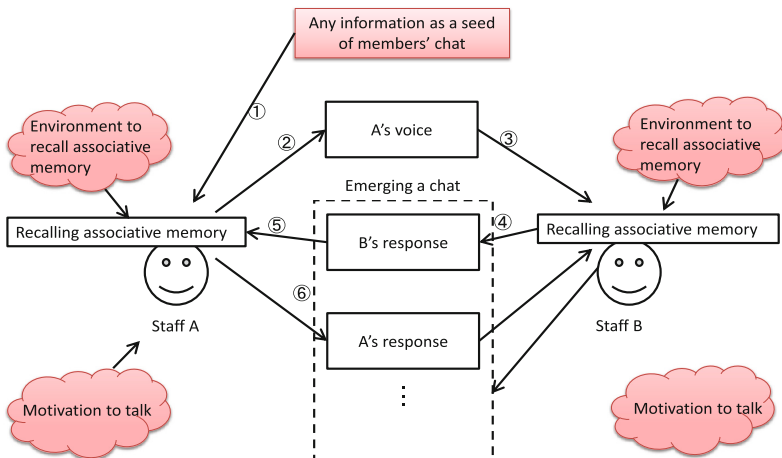 Any information as a seed
of members’ chat
①
②
A’s voice
③
Environment to
recall associative
memory
Environment to
recall associative
memory
Emerging a chat
Recalling associative memory
⑤
B’s response
④
Recalling associative memory
⑥
Staff A
A’s response
Staff B
⋮
Motivation to talk
Motivation to talk